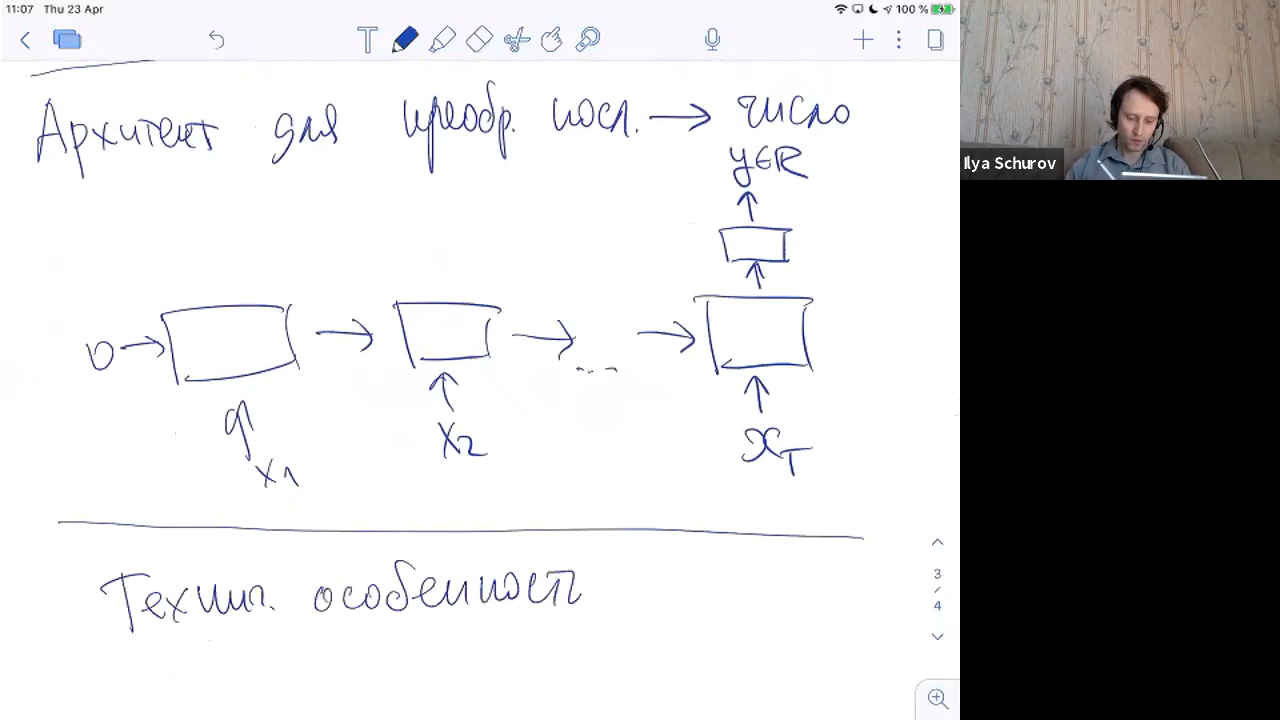 11:07 Thu 23 Apr 100 %
T
Архитект для преобр. посл. → число
y∈R
0 → → → ... →
x1 x2 xT
Технич. особенность
3
/
4
Ilya Schurov